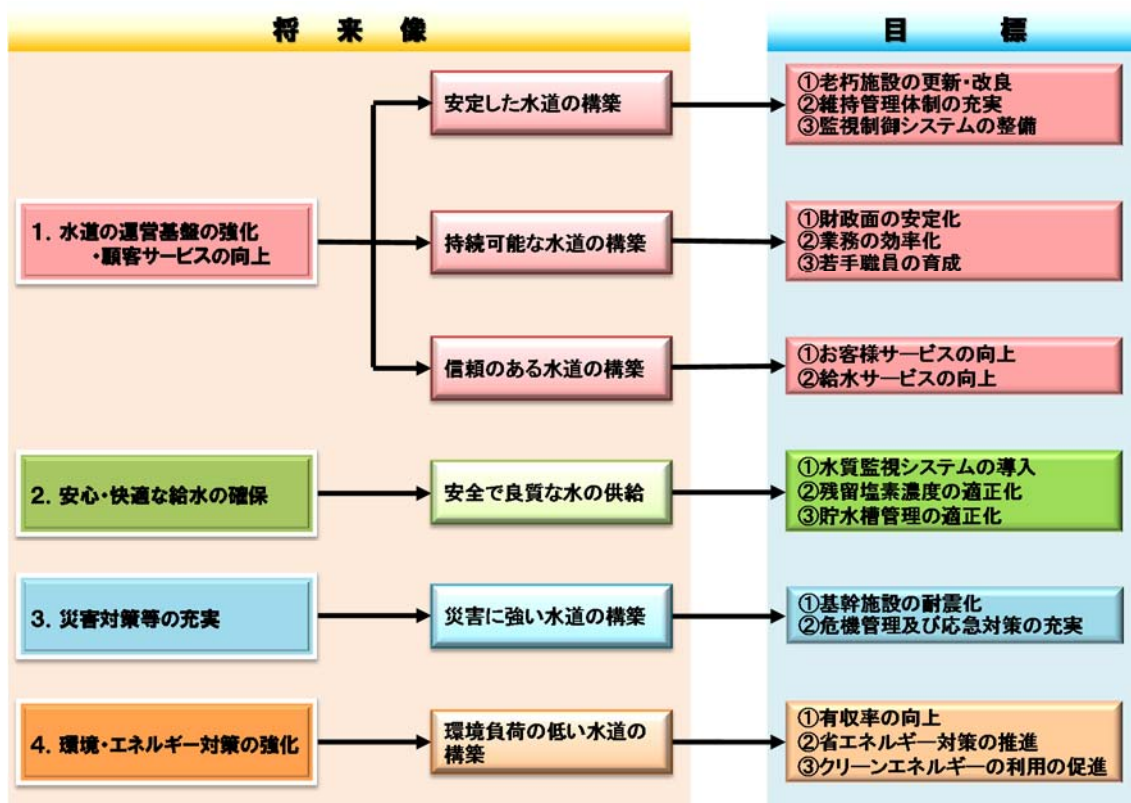 将来像
目標
1．水道の運営基盤の強化
・顧客サービスの向上
安定した水道の構築
①老朽施設の更新・改良
②維持管理体制の充実
③監視制御システムの整備
持続可能な水道の構築
①財政面の安定化
②業務の効率化
③若手職員の育成
信頼のある水道の構築
①お客様サービスの向上
②給水サービスの向上
2．安心・快適な給水の確保
安全で良質な水の供給
①水質監視システムの導入
②残留塩素濃度の適正化
③貯水槽管理の適正化
3．災害対策等の充実
災害に強い水道の構築
①基幹施設の耐震化
②危機管理及び応急対策の充実
4．環境・エネルギー対策の強化
環境負荷の低い水道の
構築
①有収率の向上
②省エネルギー対策の推進
③クリーンエネルギーの利用の促進